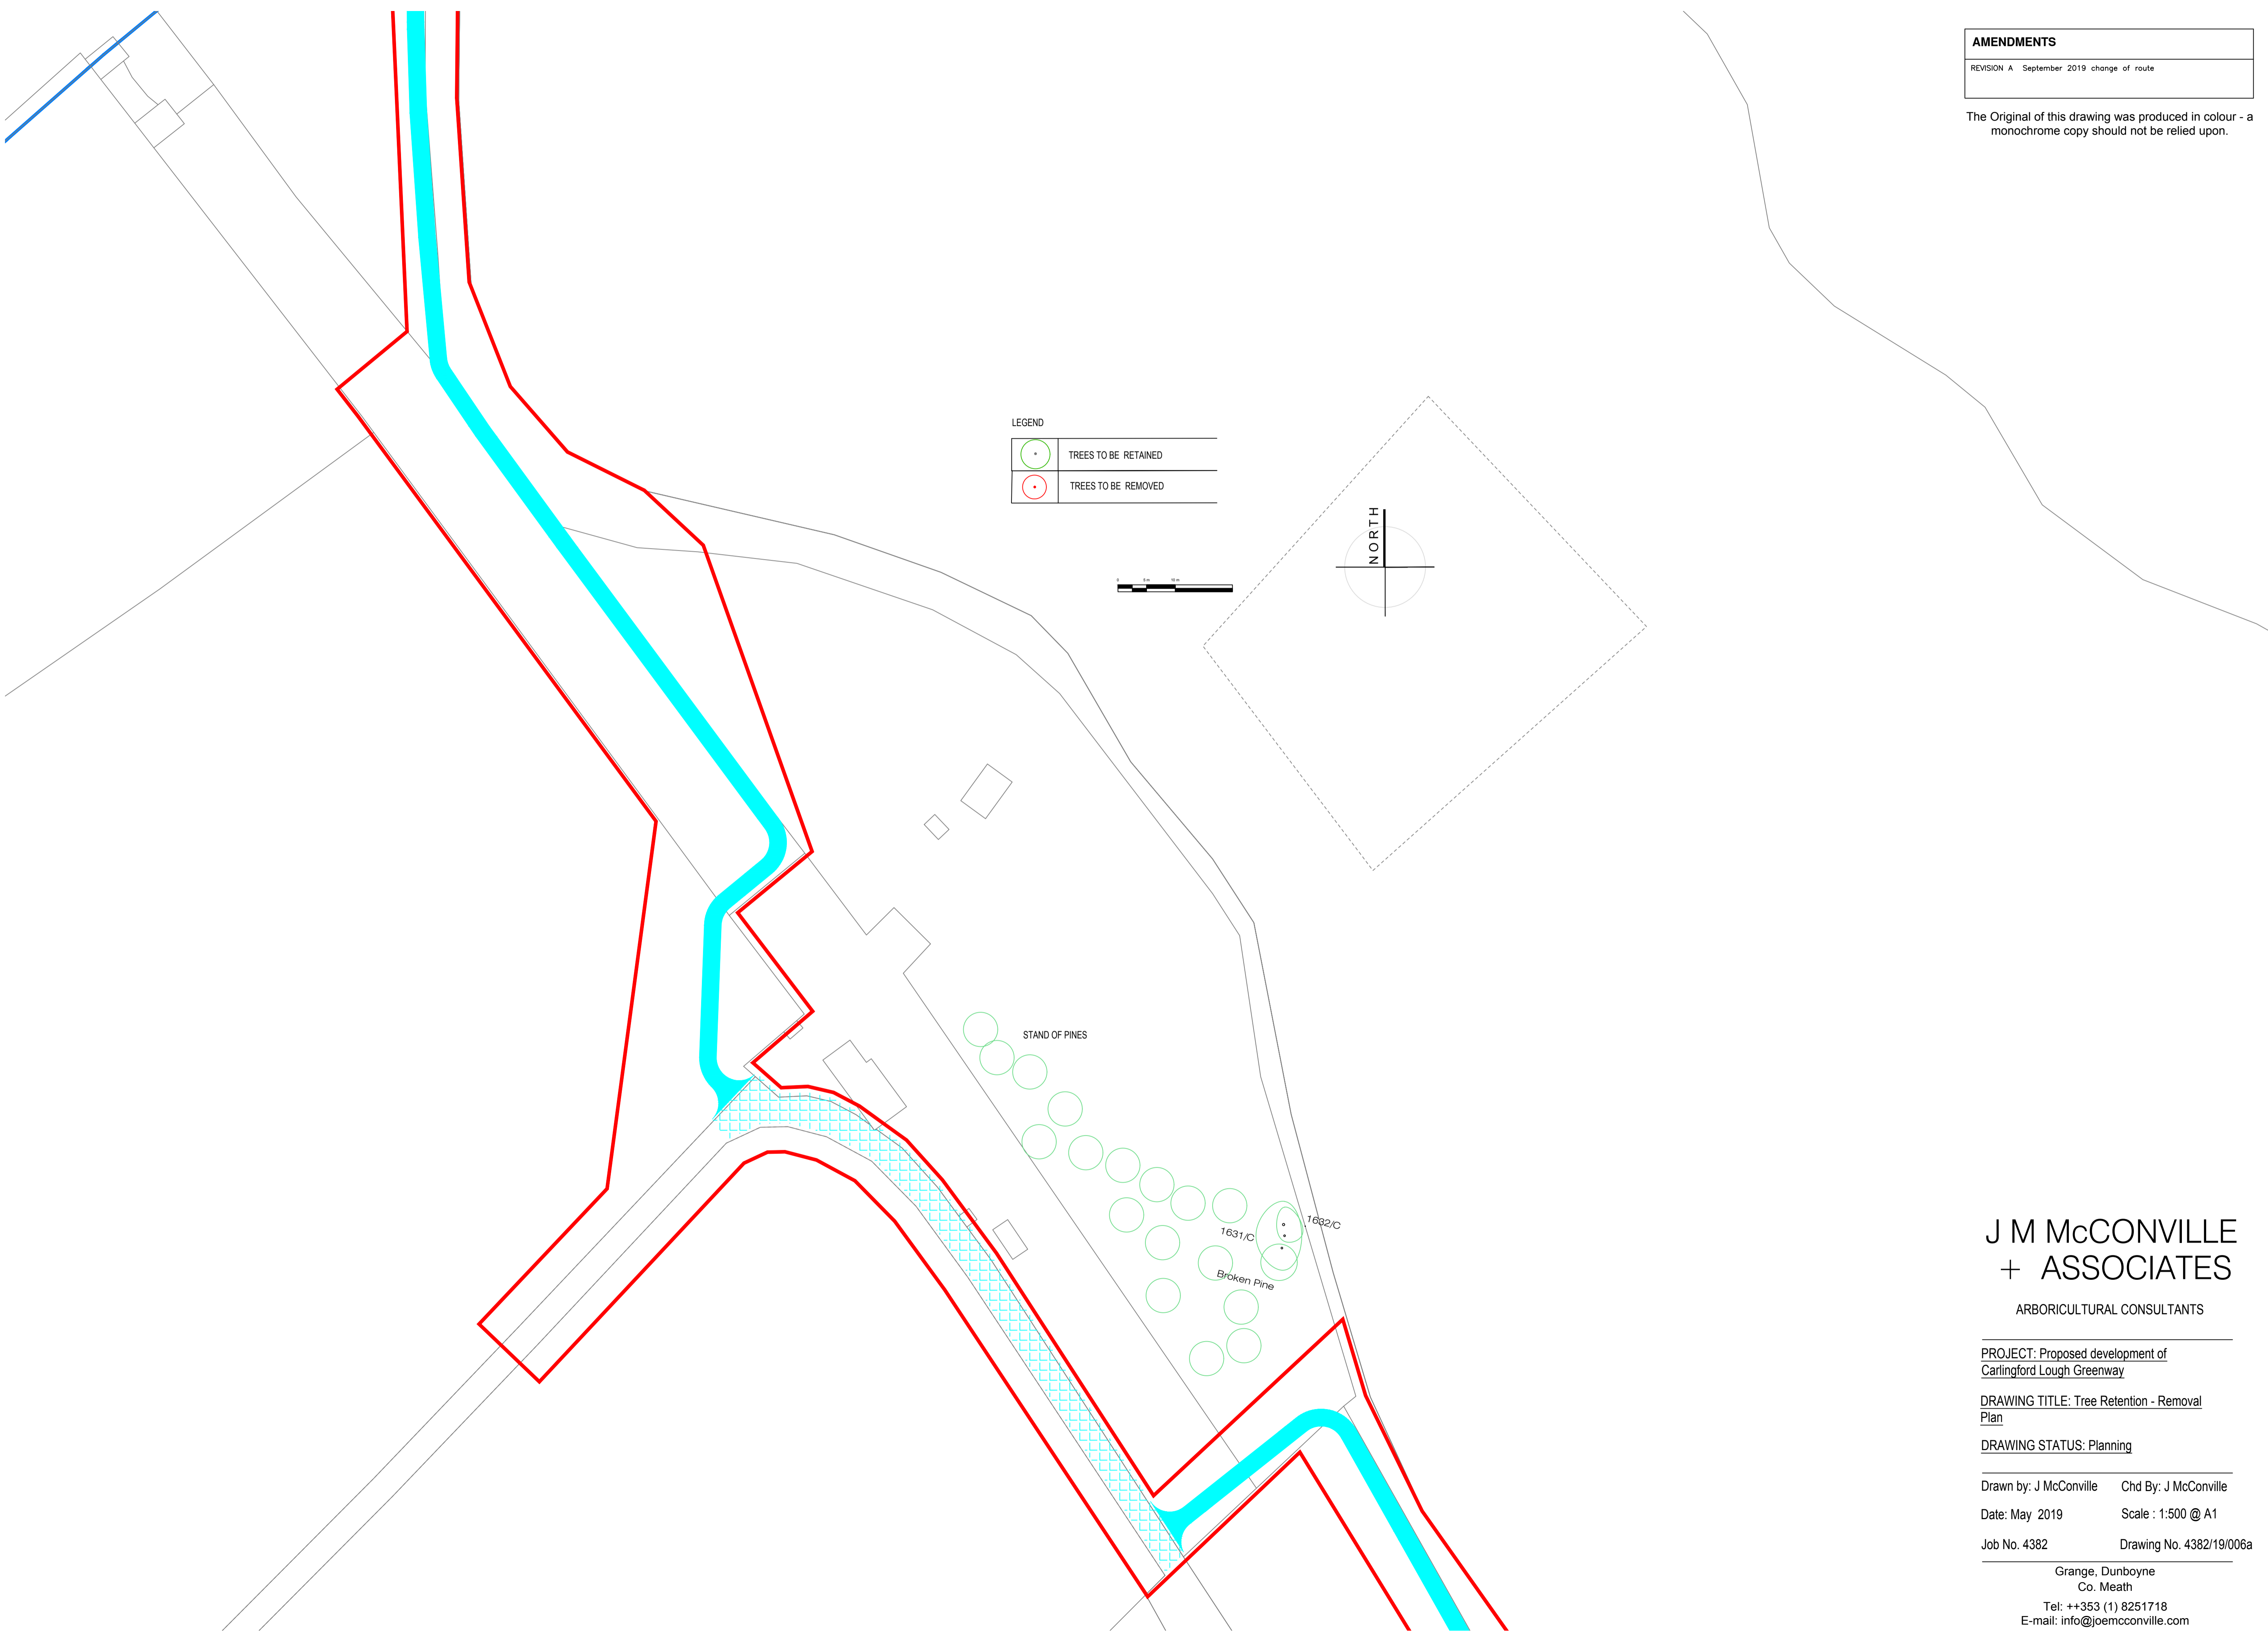 AMENDMENTS
REVISION A September 2019 change of route
The Original of this drawing was produced in colour - a
monochrome copy should not be relied upon.
LEGEND
TREES TO BE RETAINED
TREES TO BE REMOVED
NORTH
0 5 m 10 m
STAND OF PINES
1632/C
1631/C
Broken Pine
J M McCONVILLE
+ ASSOCIATES
ARBORICULTURAL CONSULTANTS
PROJECT: Proposed development of
Carlingford Lough Greenway
DRAWING TITLE: Tree Retention - Removal
Plan
DRAWING STATUS: Planning
Drawn by: J McConville Chd By: J McConville
Date: May 2019 Scale : 1:500 @ A1
Job No. 4382 Drawing No. 4382/19/006a
Grange, Dunboyne
Co. Meath
Tel: ++353 (1) 8251718
E-mail: info@joemcconville.com